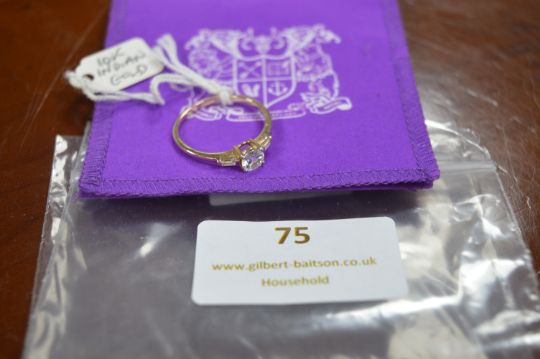 10K
INDIAN
GOLD
75
www.gilbert-baitson.co.uk
Household